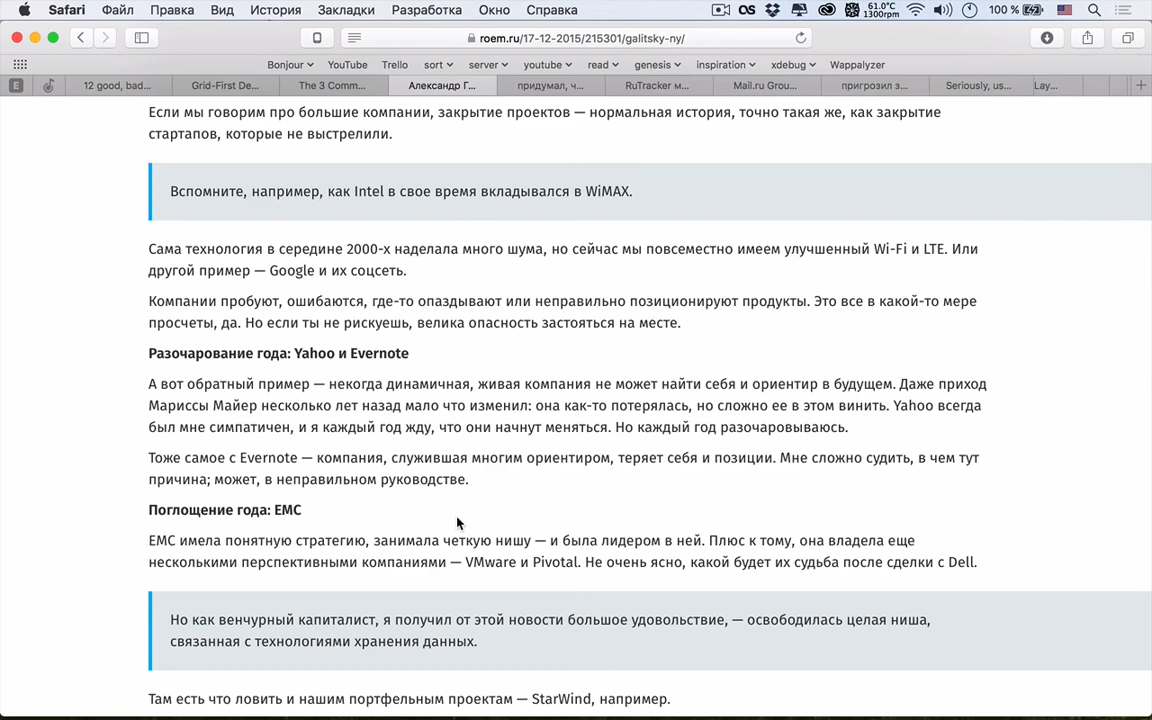 Safari Файл Правка Вид История Закладки Разработка Окно Справка 61.0°C 1300rpm 100 %
roem.ru/17-12-2015/215301/galitsky-ny/
Bonjour YouTube Trello sort server youtube read genesis inspiration xdebug Wappalyzer
E 12 good, bad... Grid-First De... The 3 Comm... Александр Г... придумал, ч... RuTracker м... Mail.ru Grou... пригрозил з... Seriously, us... Lay...
Если мы говорим про большие компании, закрытие проектов — нормальная история, точно такая же, как закрытие
стартапов, которые не выстрелили.
Вспомните, например, как Intel в свое время вкладывался в WiMAX.
Сама технология в середине 2000-х наделала много шума, но сейчас мы повсеместно имеем улучшенный Wi-Fi и LTE. Или
другой пример — Google и их соцсеть.
Компании пробуют, ошибаются, где-то опаздывают или неправильно позиционируют продукты. Это все в какой-то мере
просчеты, да. Но если ты не рискуешь, велика опасность застояться на месте.
Разочарование года: Yahoo и Evernote
А вот обратный пример — некогда динамичная, живая компания не может найти себя и ориентир в будущем. Даже приход
Мариссы Майер несколько лет назад мало что изменил: она как-то потерялась, но сложно ее в этом винить. Yahoo всегда
был мне симпатичен, и я каждый год жду, что они начнут меняться. Но каждый год разочаровываюсь.
Тоже самое с Evernote — компания, служившая многим ориентиром, теряет себя и позиции. Мне сложно судить, в чем тут
причина; может, в неправильном руководстве.
Поглощение года: EMC
EMC имела понятную стратегию, занимала четкую нишу — и была лидером в ней. Плюс к тому, она владела еще
несколькими перспективными компаниями — VMware и Pivotal. Не очень ясно, какой будет их судьба после сделки с Dell.
Но как венчурный капиталист, я получил от этой новости большое удовольствие, — освободилась целая ниша,
связанная с технологиями хранения данных.
Там есть что ловить и нашим портфельным проектам — StarWind, например.